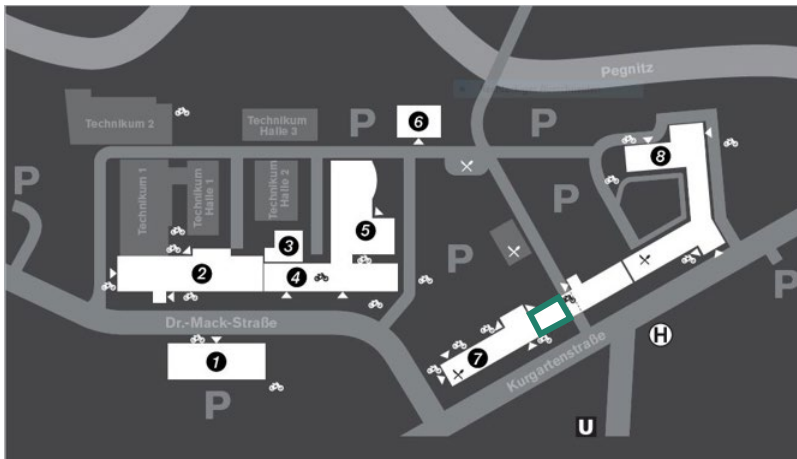 Pegnitz
Technikum 2
Technikum
Halle 3
P
6
P
8
P
Technikum 1
Technikum
Halle 1
Technikum
Halle 2
P
5
3
P
2
4
P
Dr.-Mack-Straße
H
1
7
Kurgartenstraße
P
U